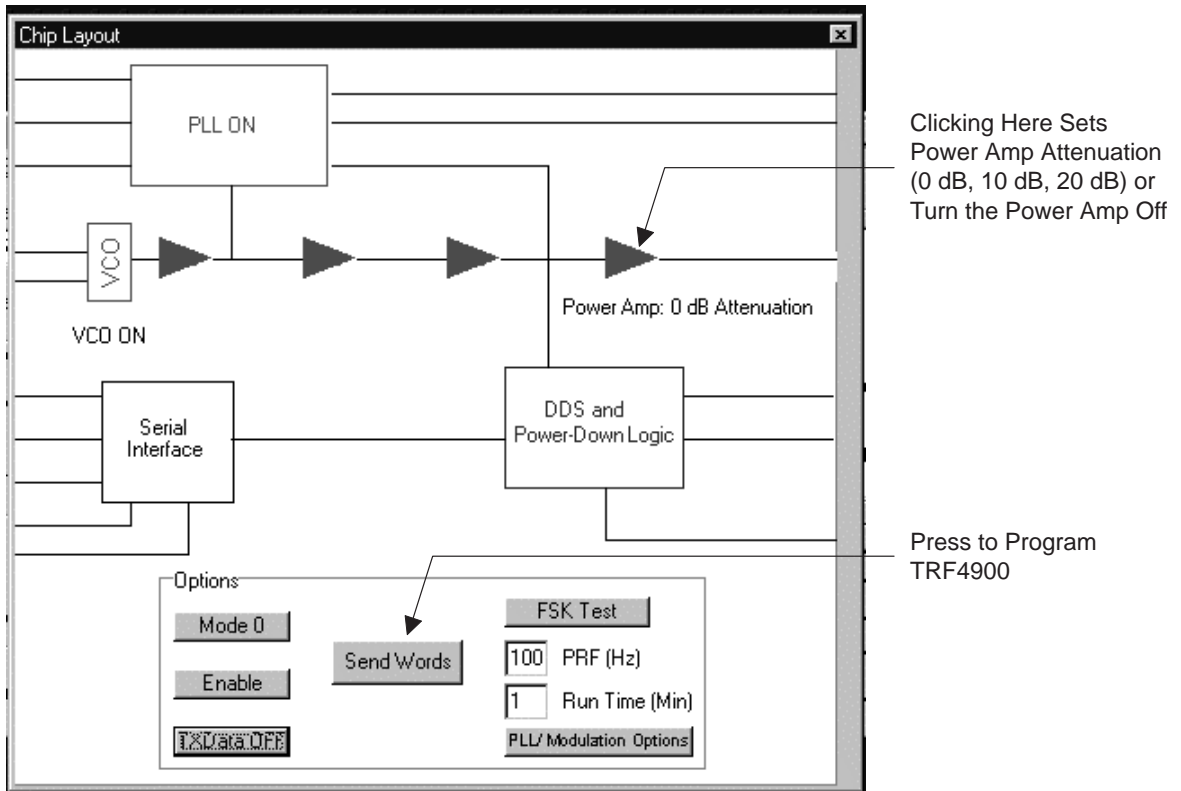 Chip Layout
PLL ON
Clicking Here Sets
Power Amp Attenuation
(0 dB, 10 dB, 20 dB) or
Turn the Power Amp Off
VCO
Power Amp: 0 dB Attenuation
VCO ON
Serial
Interface
DDS and
Power-Down Logic
Press to Program
TRF4900
Options
Mode 0
Enable
TXData OFF
Send Words
FSK Test
100 PRF (Hz)
1 Run Time (Min)
PLL/ Modulation Options